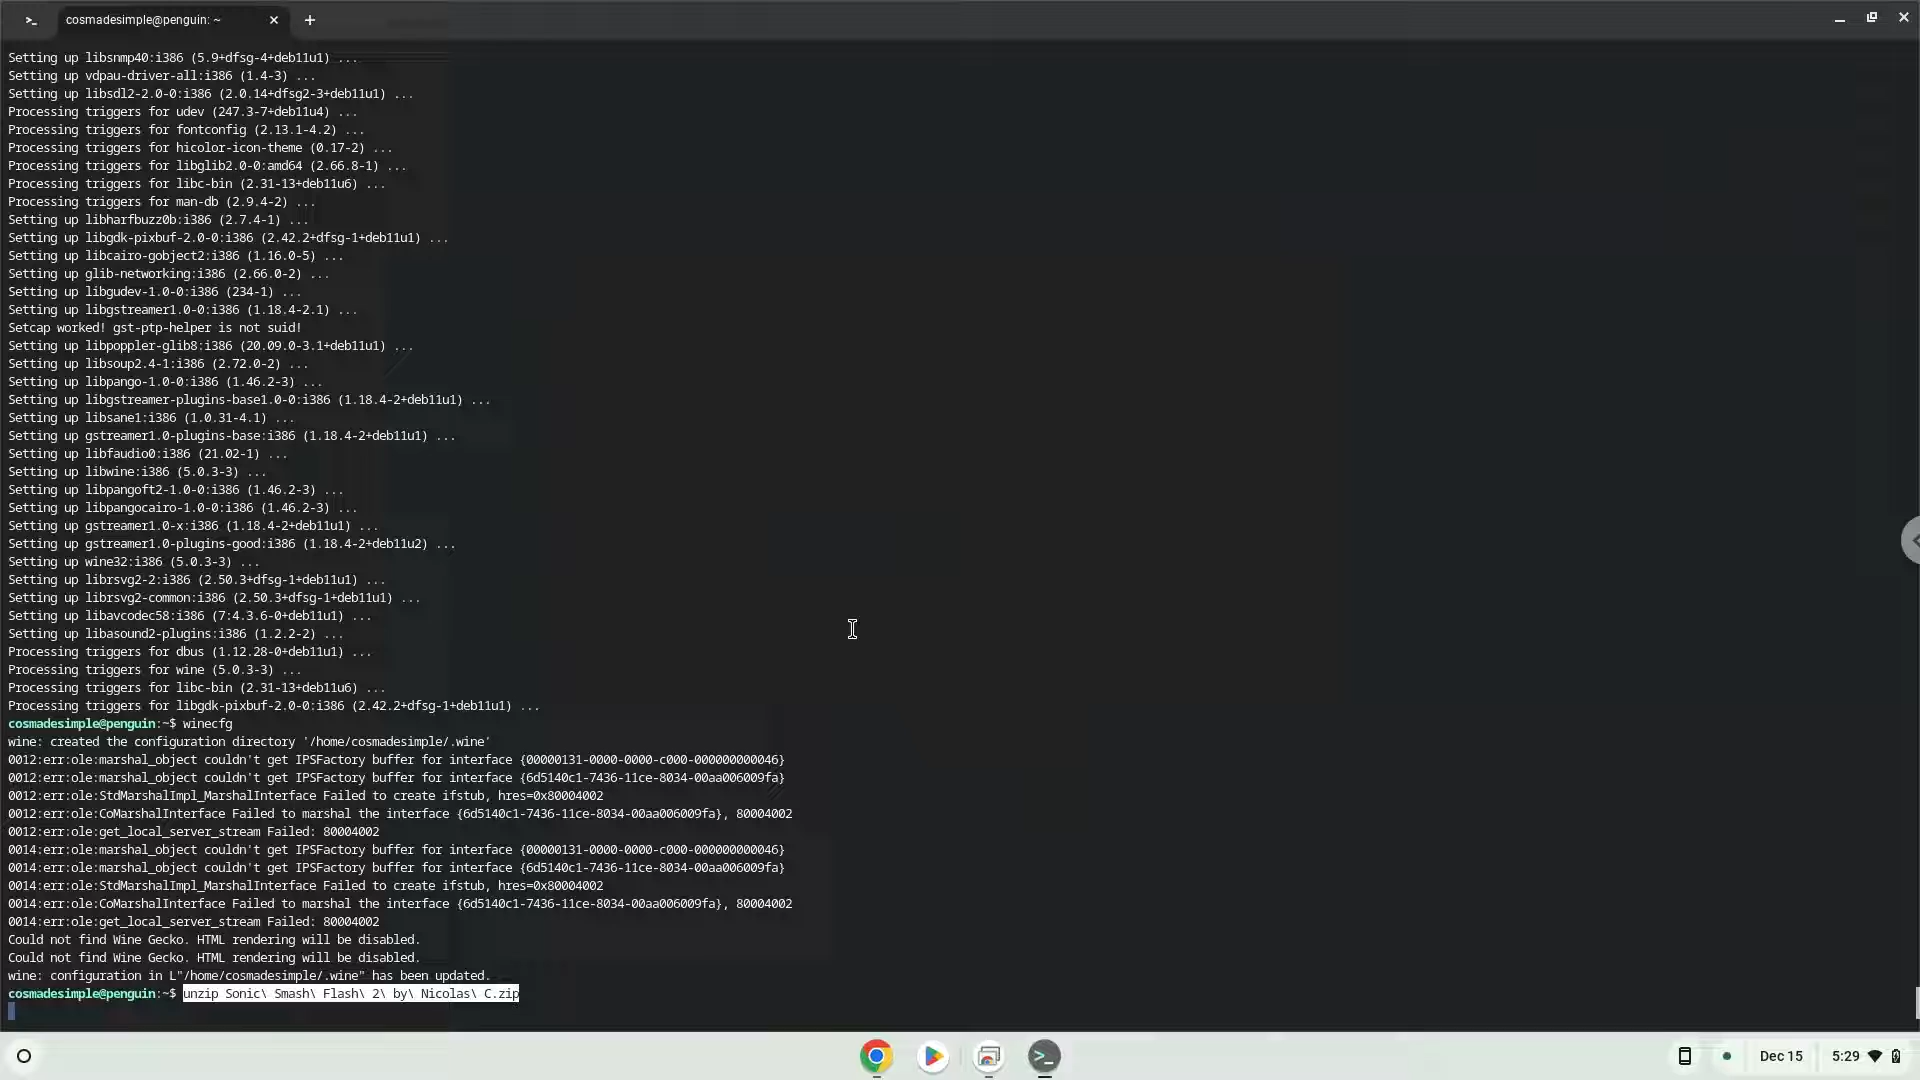 cosmadesimple@penguin: ~
Setting up libsnmp40:i386 (5.9+dfsg-4+deb11u1) ...
Setting up vdpau-driver-all:i386 (1.4-3) ...
Setting up libsdl2-2.0-0:i386 (2.0.14+dfsg2-3+deb11u1) ...
Processing triggers for udev (247.3-7+deb11u4) ...
Processing triggers for fontconfig (2.13.1-4.2) ...
Processing triggers for hicolor-icon-theme (0.17-2) ...
Processing triggers for libglib2.0-0:amd64 (2.66.8-1) ...
Processing triggers for libc-bin (2.31-13+deb11u6) ...
Processing triggers for man-db (2.9.4-2) ...
Setting up libharfbuzz0b:i386 (2.7.4-1) ...
Setting up libgdk-pixbuf-2.0-0:i386 (2.42.2+dfsg-1+deb11u1) ...
Setting up libcairo-gobject2:i386 (1.16.0-5) ...
Setting up glib-networking:i386 (2.66.0-2) ...
Setting up libgudev-1.0-0:i386 (234-1) ...
Setting up libgstreamer1.0-0:i386 (1.18.4-2.1) ...
Setcap worked! gst-ptp-helper is not suid!
Setting up libpoppler-glib8:i386 (20.09.0-3.1+deb11u1) ...
Setting up libsoup2.4-1:i386 (2.72.0-2) ...
Setting up libpango-1.0-0:i386 (1.46.2-3) ...
Setting up libgstreamer-plugins-base1.0-0:i386 (1.18.4-2+deb11u1) ...
Setting up libsane1:i386 (1.0.31-4.1) ...
Setting up gstreamer1.0-plugins-base:i386 (1.18.4-2+deb11u1) ...
Setting up libfaudio0:i386 (21.02-1) ...
Setting up libwine:i386 (5.0.3-3) ...
Setting up libpangoft2-1.0-0:i386 (1.46.2-3) ...
Setting up libpangocairo-1.0-0:i386 (1.46.2-3) ...
Setting up gstreamer1.0-x:i386 (1.18.4-2+deb11u1) ...
Setting up gstreamer1.0-plugins-good:i386 (1.18.4-2+deb11u2) ...
Setting up wine32:i386 (5.0.3-3) ...
Setting up librsvg2-2:i386 (2.50.3+dfsg-1+deb11u1) ...
Setting up librsvg2-common:i386 (2.50.3+dfsg-1+deb11u1) ...
Setting up libavcodec58:i386 (7:4.3.6-0+deb11u1) ...
Setting up libasound2-plugins:i386 (1.2.2-2) ...
Processing triggers for dbus (1.12.28-0+deb11u1) ...
Processing triggers for wine (5.0.3-3) ...
Processing triggers for libc-bin (2.31-13+deb11u6) ...
Processing triggers for libgdk-pixbuf-2.0-0:i386 (2.42.2+dfsg-1+deb11u1) ...
cosmadesimple@penguin:~$ winecfg
wine: created the configuration directory '/home/cosmadesimple/.wine'
0012:err:ole:marshal_object couldn't get IPSFactory buffer for interface {00000131-0000-0000-c000-000000000046}
0012:err:ole:marshal_object couldn't get IPSFactory buffer for interface {6d5140c1-7436-11ce-8034-00aa006009fa}
0012:err:ole:StdMarshalImpl_MarshalInterface Failed to create ifstub, hres=0x80004002
0012:err:ole:CoMarshalInterface Failed to marshal the interface {6d5140c1-7436-11ce-8034-00aa006009fa}, 80004002
0012:err:ole:get_local_server_stream Failed: 80004002
0014:err:ole:marshal_object couldn't get IPSFactory buffer for interface {00000131-0000-0000-c000-000000000046}
0014:err:ole:marshal_object couldn't get IPSFactory buffer for interface {6d5140c1-7436-11ce-8034-00aa006009fa}
0014:err:ole:StdMarshalImpl_MarshalInterface Failed to create ifstub, hres=0x80004002
0014:err:ole:CoMarshalInterface Failed to marshal the interface {6d5140c1-7436-11ce-8034-00aa006009fa}, 80004002
0014:err:ole:get_local_server_stream Failed: 80004002
Could not find Wine Gecko. HTML rendering will be disabled.
Could not find Wine Gecko. HTML rendering will be disabled.
wine: configuration in L"/home/cosmadesimple/.wine" has been updated.
cosmadesimple@penguin:~$ unzip Sonic\ Smash\ Flash\ 2\ by\ Nicolas\ C.zip
Dec 15
5:29